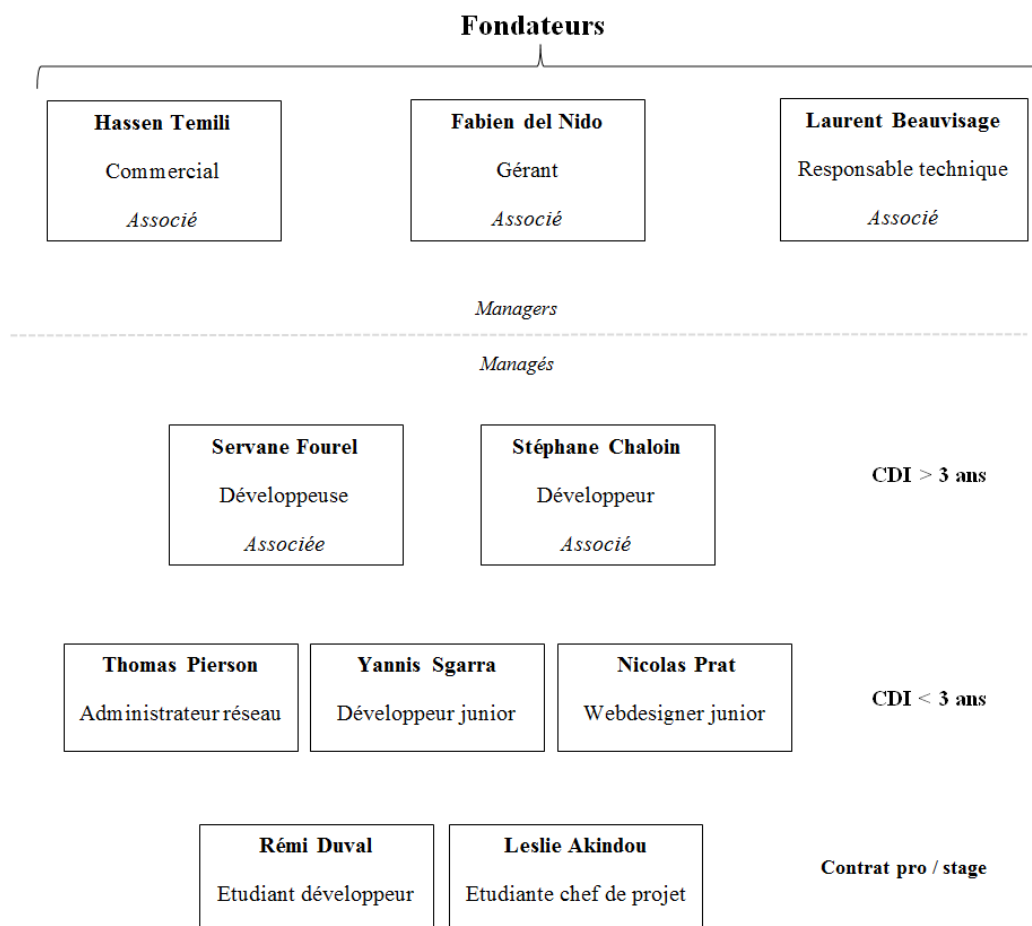 Fondateurs
Hassen Temili
Commercial
Associé
Fabien del Nido
Gérant
Associé
Laurent Beauvisage
Responsable technique
Associé
Managers
Managés
Servane Fourel
Développeuse
Associée
Stéphane Chaloin
Développeur
Associé
CDI > 3 ans
Thomas Pierson
Administrateur réseau
Yannis Sgarra
Développeur junior
Nicolas Prat
Webdesigner junior
CDI < 3 ans
Rémi Duval
Etudiant développeur
Leslie Akindou
Etudiante chef de projet
Contrat pro / stage